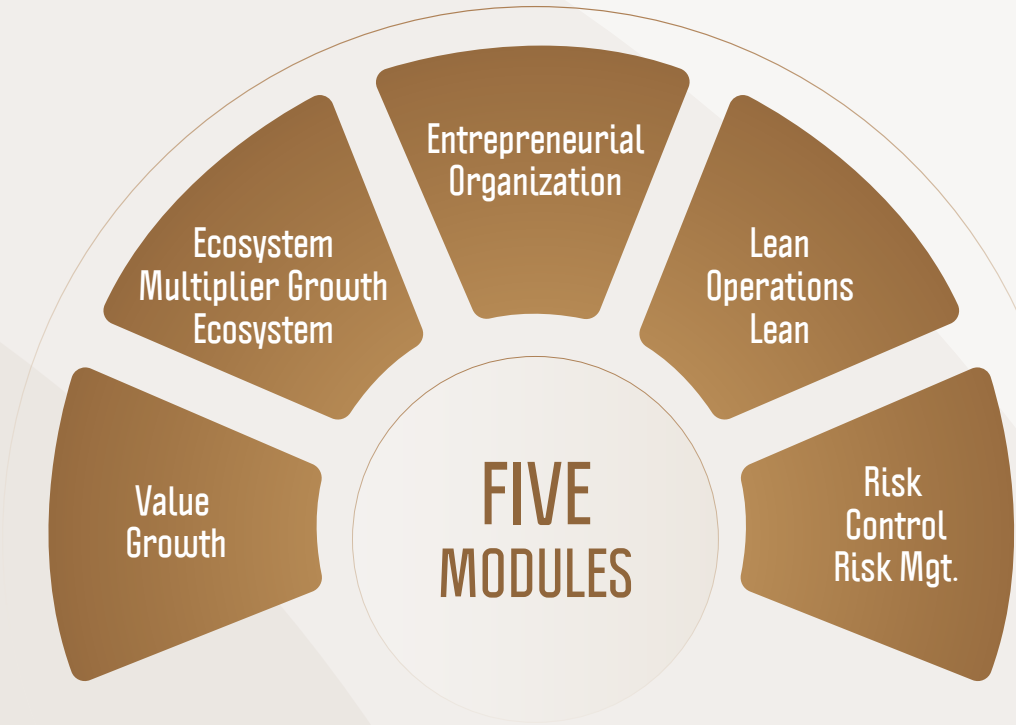 Entrepreneurial
Organization
Ecosystem
Multiplier Growth
Ecosystem
Lean
Operations
Lean
Value
Growth
FIVE
MODULES
Risk
Control
Risk Mgt.